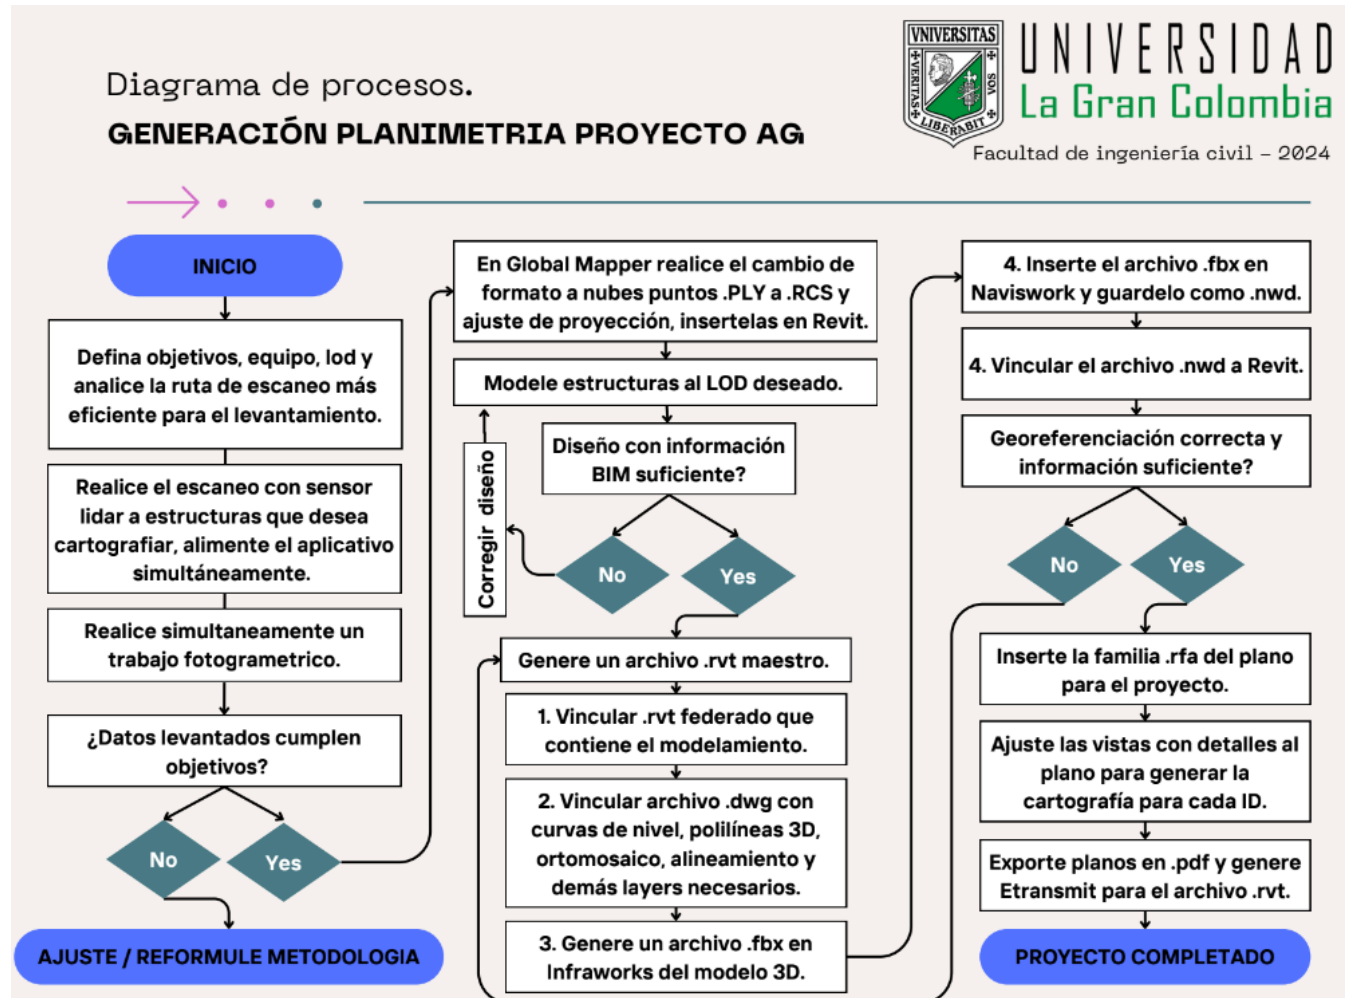 Diagrama de procesos.
GENERACIÓN PLANIMETRIA PROYECTO AG
VNIVERSITAS
VERITAS
VOS
LIBERABIT
UNIVERSIDAD
La Gran Colombia
Facultad de ingeniería civil - 2024
INICIO
Defina objetivos, equipo, lod y
analice la ruta de escaneo más
eficiente para el levantamiento.
Realice el escaneo con sensor
lidar a estructuras que desea
cartografiar, alimente el aplicativo
simultáneamente.
Realice simultaneamente un
trabajo fotogrametrico.
¿Datos levantados cumplen
objetivos?
No
Yes
AJUSTE / REFORMULE METODOLOGIA
En Global Mapper realice el cambio de
formato a nubes puntos .PLY a .RCS y
ajuste de proyección, insertelas en Revit.
Modele estructuras al LOD deseado.
Diseño con información
BIM suficiente?
Corregir diseño
No
Yes
Genere un archivo .rvt maestro.
1. Vincular .rvt federado que
contiene el modelamiento.
2. Vincular archivo .dwg con
curvas de nivel, polilíneas 3D,
ortomosaico, alineamiento y
demás layers necesarios.
3. Genere un archivo .fbx en
Infraworks del modelo 3D.
4. Inserte el archivo .fbx en
Naviswork y guardelo como .nwd.
4. Vincular el archivo .nwd a Revit.
Georeferenciación correcta y
información suficiente?
No
Yes
Inserte la familia .rfa del plano
para el proyecto.
Ajuste las vistas con detalles al
plano para generar la
cartografía para cada ID.
Exporte planos en .pdf y genere
Etransmit para el archivo .rvt.
PROYECTO COMPLETADO